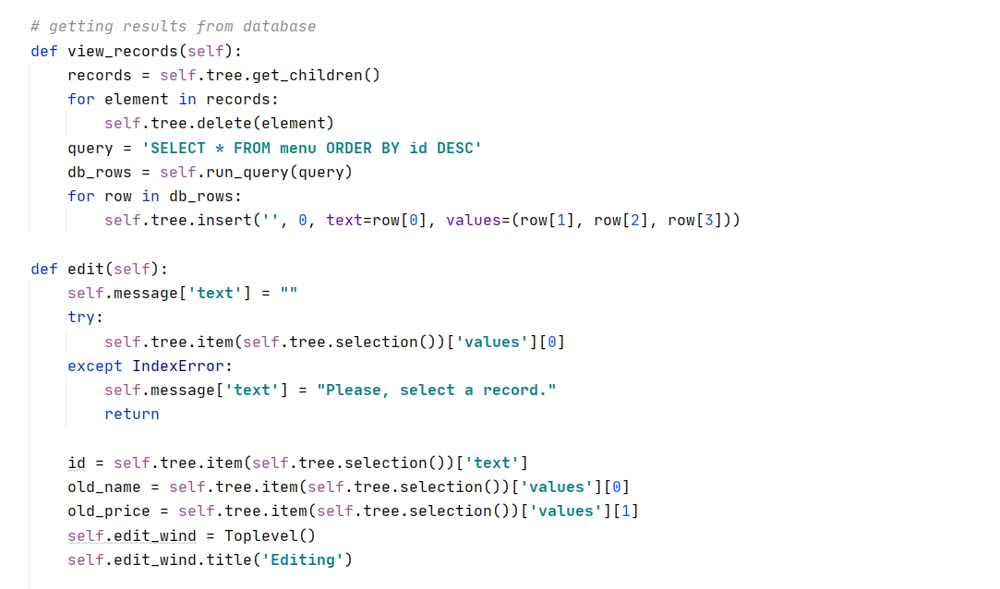 # getting results from database
def view_records(self):
    records = self.tree.get_children()
    for element in records:
        self.tree.delete(element)
    query = 'SELECT * FROM menu ORDER BY id DESC'
    db_rows = self.run_query(query)
    for row in db_rows:
        self.tree.insert('', 0, text=row[0], values=(row[1], row[2], row[3]))

def edit(self):
    self.message['text'] = ""
    try:
        self.tree.item(self.tree.selection())['values'][0]
    except IndexError:
        self.message['text'] = "Please, select a record."
        return

    id = self.tree.item(self.tree.selection())['text']
    old_name = self.tree.item(self.tree.selection())['values'][0]
    old_price = self.tree.item(self.tree.selection())['values'][1]
    self.edit_wind = Toplevel()
    self.edit_wind.title('Editing')